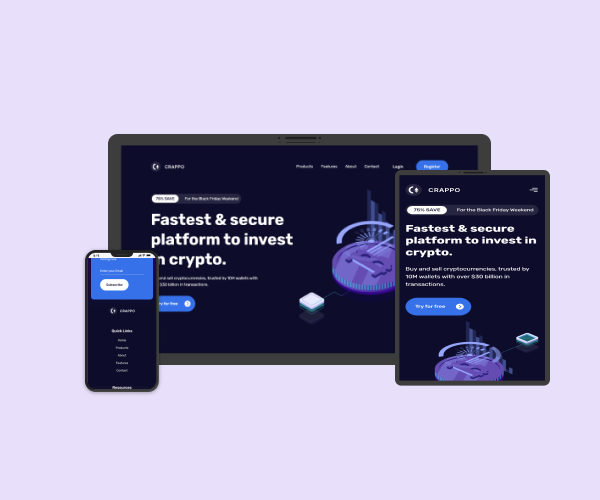 CRAPPO
Products Features About Contact Login Register
75% SAVE For the Black Friday Weekend
Fastest & secure
platform to invest
in crypto.
and sell cryptocurrencies, trusted by 10M wallets with
$30 billion in transactions.
for free
CRAPPO
75% SAVE For the Black Friday Weekend
Fastest & secure
platform to invest in
crypto.
Buy and sell cryptocurrencies, trusted by
10M wallets with over $30 billion in
transactions.
Try for free
Enter your Email
Subscribe
CRAPPO
Quick Links
Home
Products
About
Features
Contact
Resources